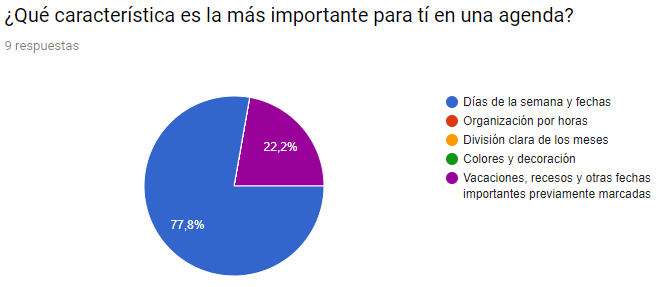 ¿Qué característica es la más importante para tí en una agenda?
9 respuestas
22,2%
77,8%
Días de la semana y fechas
Organización por horas
División clara de los meses
Colores y decoración
Vacaciones, recesos y otras fechas
importantes previamente marcadas